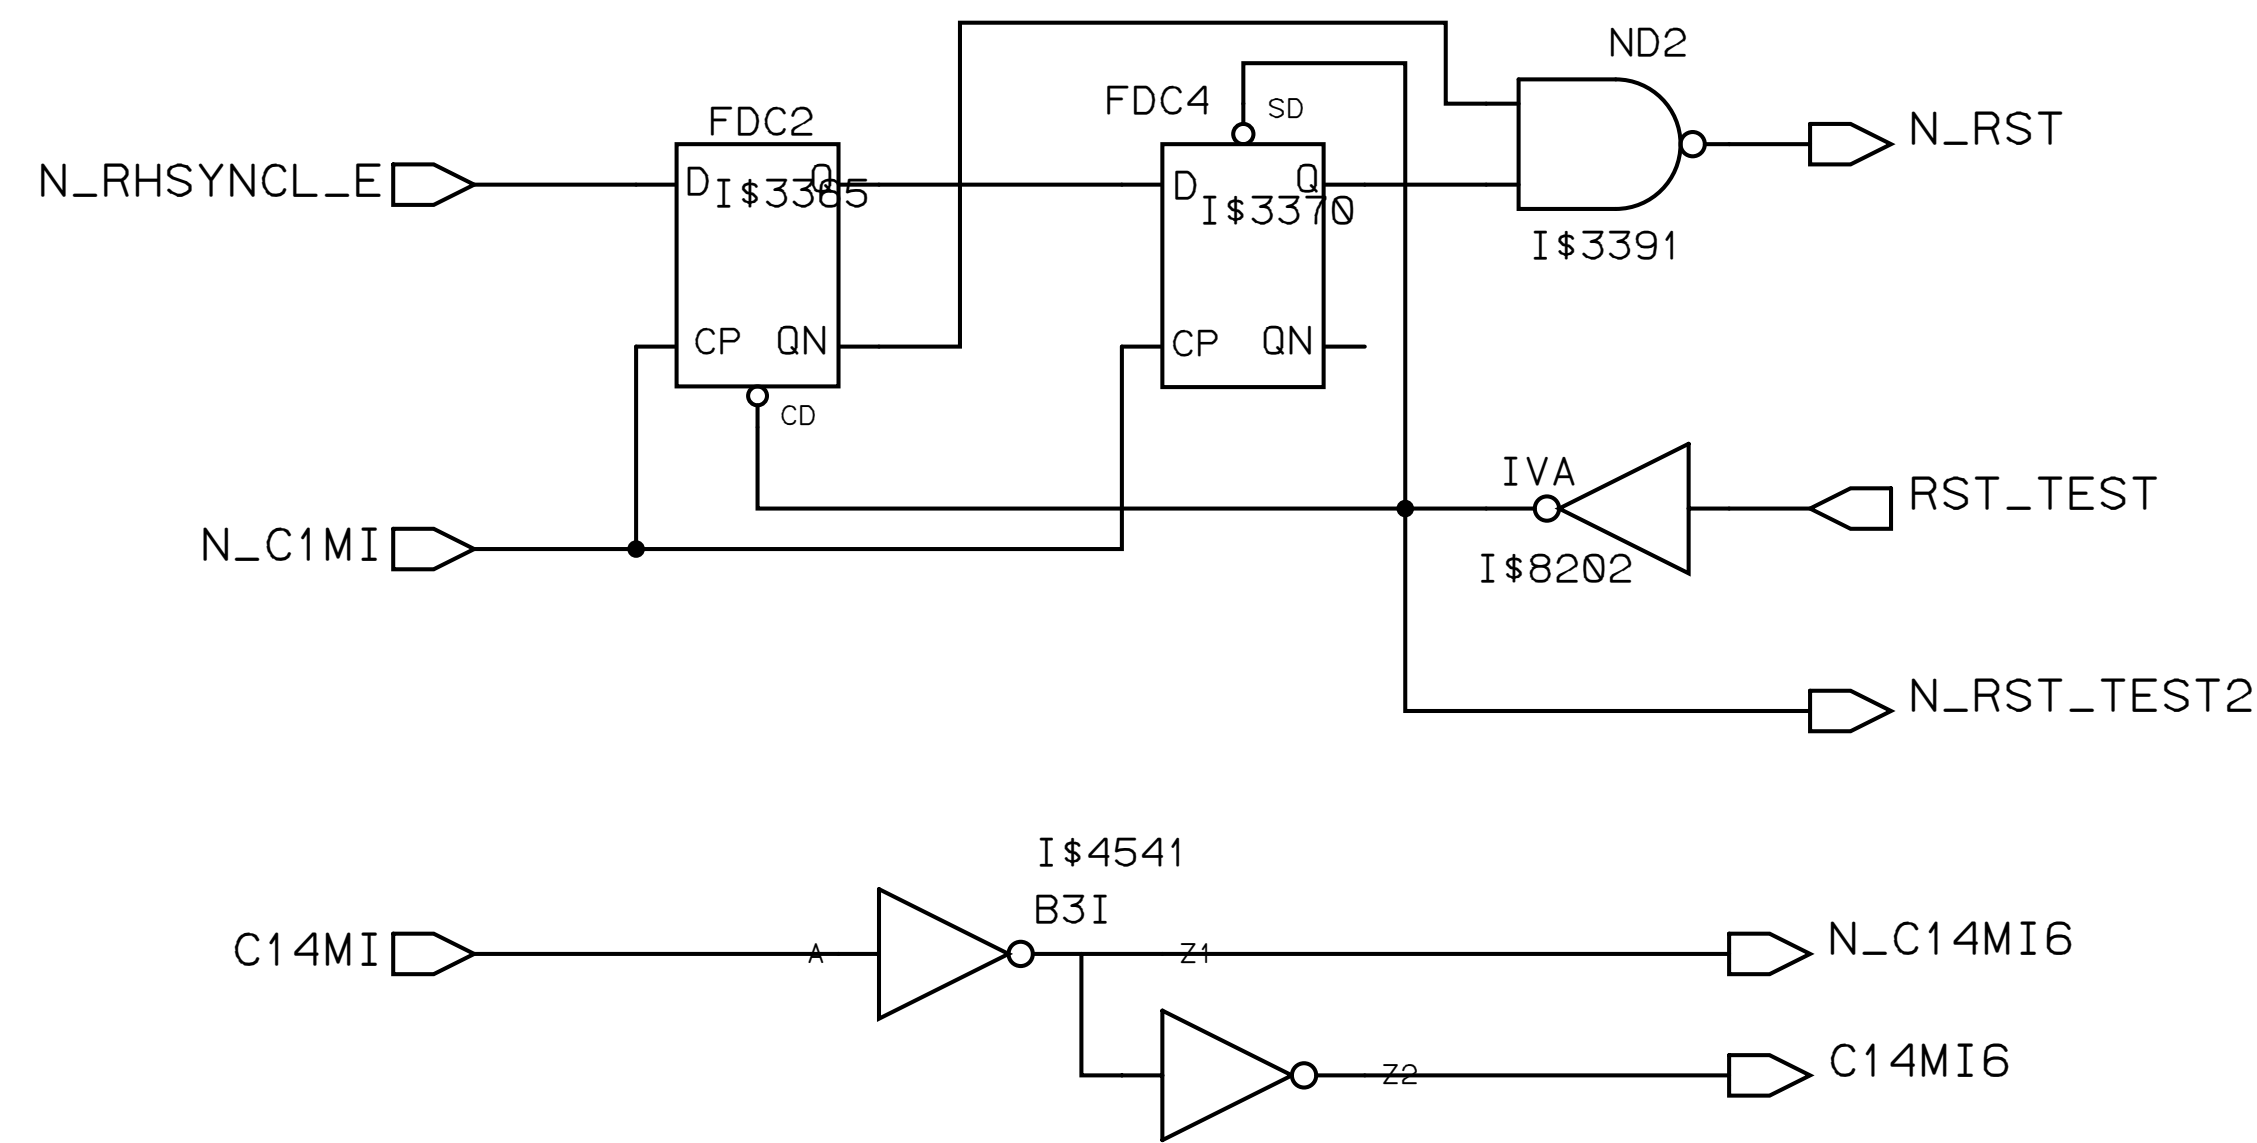 ND2
FDC4
SD
FDC2
N_RST
N_RHSYNCL_E
D
I$3365
Q
D
I$3370
Q
I$3391
CP
QN
CP
QN
CD
IVA
RST_TEST
N_C1MI
I$8202
N_RST_TEST2
I$4541
B3I
C14MI
A
Z1
N_C14MI6
Z2
C14MI6